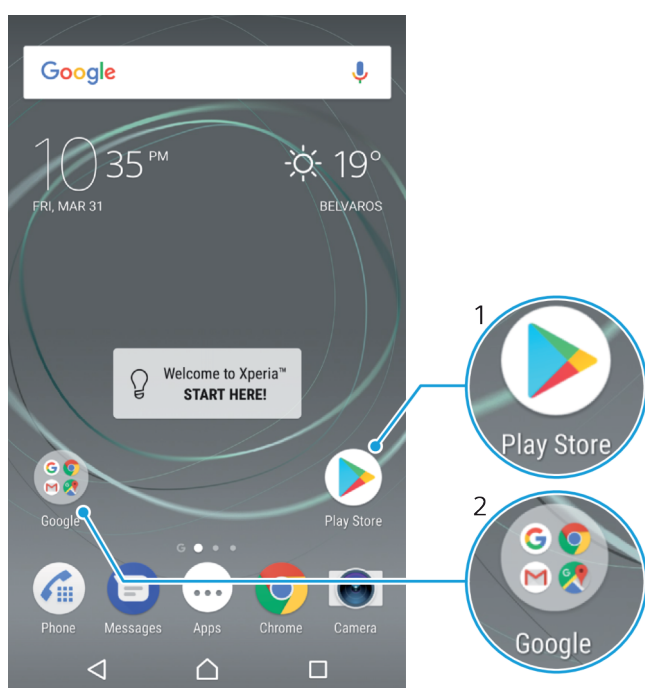 Google
10 35 PM
19°
FRI, MAR 31
BELVAROS
Welcome to Xperia™
START HERE!
1
Play Store
Google
Play Store
2
Google
G
Phone
Messages
Apps
Chrome
Camera